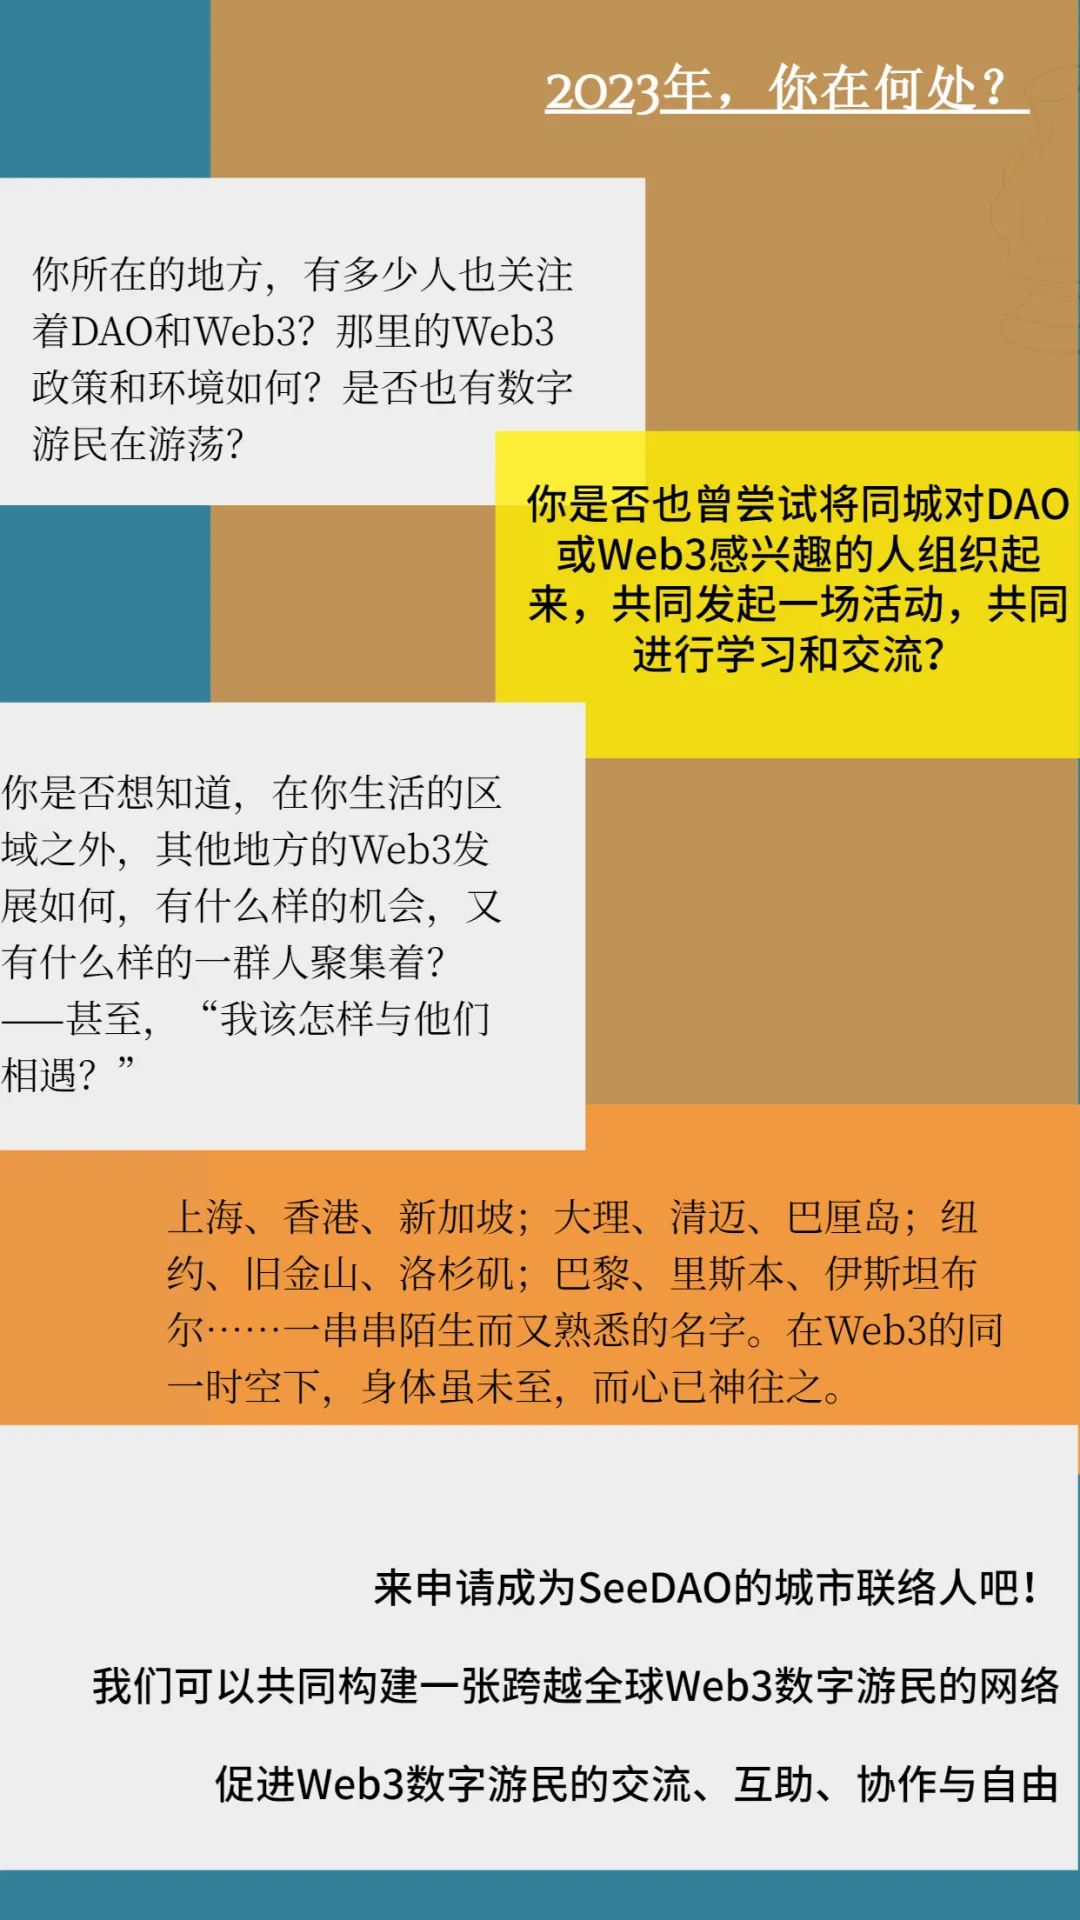 2023年，你在何处？
你所在的地方，有多少人也关注
着DAO和Web3？那里的Web3
政策和环境如何？是否也有数字
游民在游荡？
你是否也曾尝试将同城对DAO
或Web3感兴趣的人组织起
来，共同发起一场活动，共同
进行学习和交流？
你是否想知道，在你生活的区
域之外，其他地方的Web3发
展如何，有什么样的机会，又
有什么样的一群人聚集着？
——甚至，“我该怎样与他们
相遇？”
上海、香港、新加坡；大理、清迈、巴厘岛；纽
约、旧金山、洛杉矶；巴黎、里斯本、伊斯坦布
尔……一串串陌生而又熟悉的名字。在Web3的同
一时空下，身体虽未至，而心已神往之。
来申请成为SeeDAO的城市联络人吧！
我们可以共同构建一张跨越全球Web3数字游民的网络
促进Web3数字游民的交流、互助、协作与自由